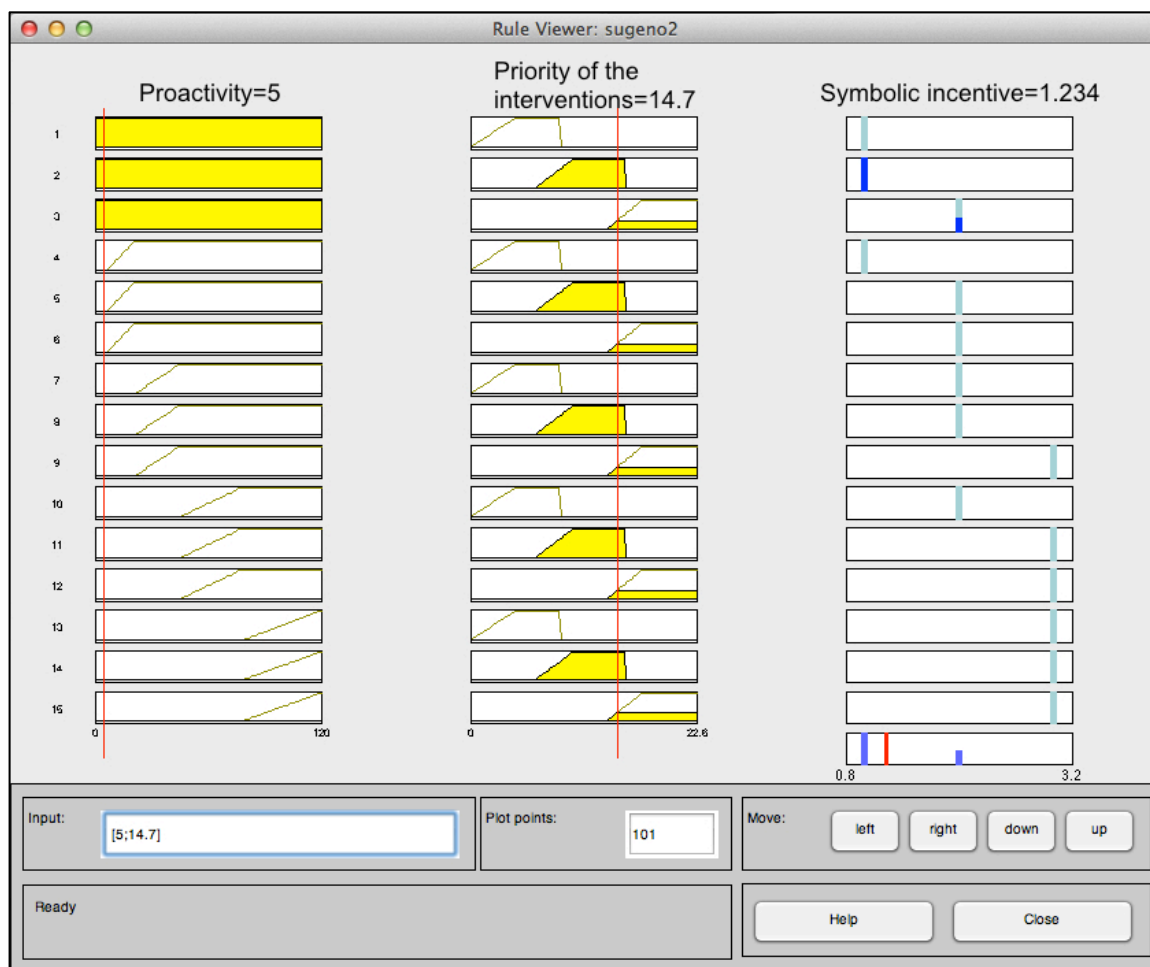 Rule Viewer: sugeno2
Proactivity=5
Priority of the
interventions=14.7
Symbolic incentive=1.234
1
2
3
4
5
6
7
8
9
10
11
12
13
14
15
0
120
0
22.6
0.8
3.2
Input:
[5;14.7]
Plot points:
101
Move:
left
right
down
up
Ready
Help
Close